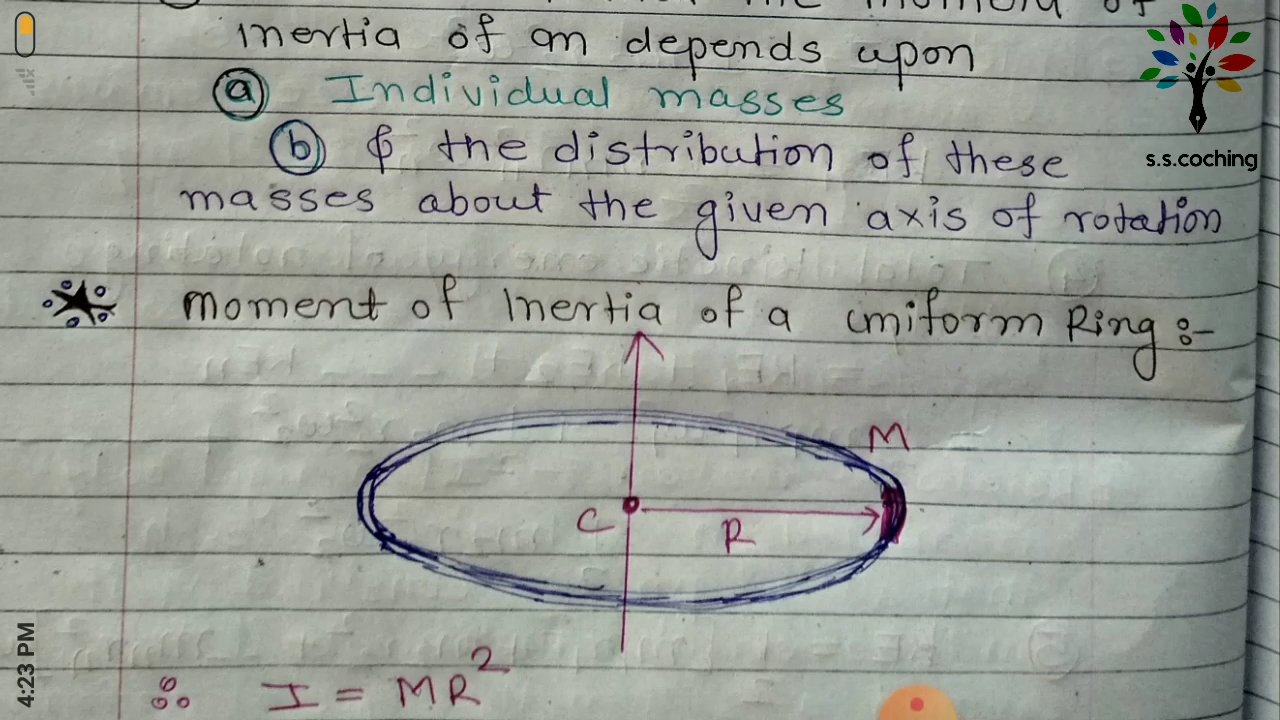 inertia of an depends upon
(a) Individual masses
(b) & the distribution of these
masses about the given axis of rotation
s.s.coching
moment of Inertia of a uniform Ring :-
M
C
R
∴ I = MR²
4:23 PM